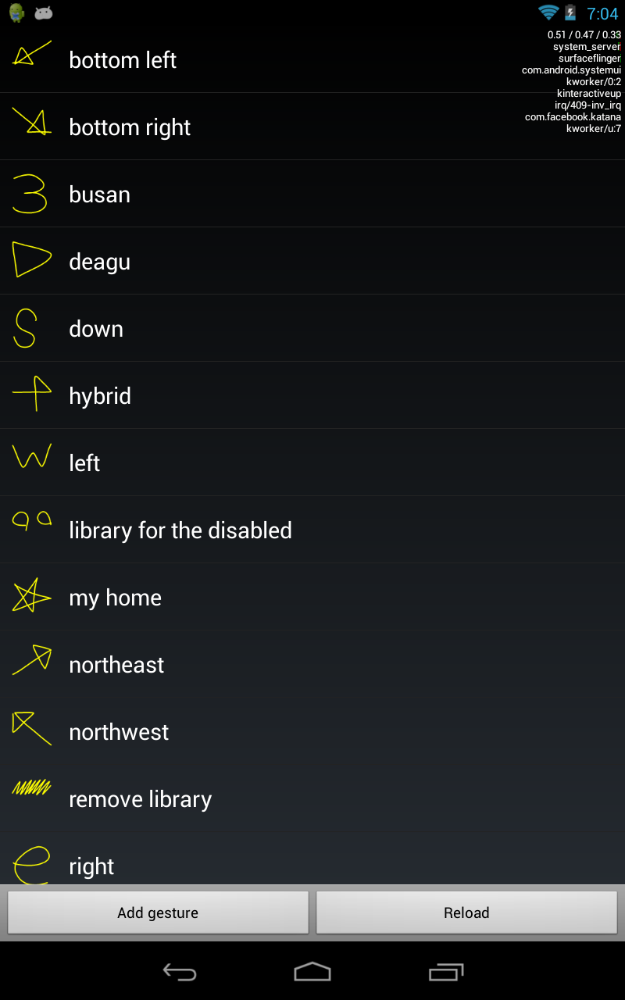 7:04
0.51 / 0.47 / 0.33
system_server
surfaceflinger
com.android.systemui
kworker/0:2
kinteractiveup
irq/409-inv_irq
com.facebook.katana
kworker/u:7
bottom left
bottom right
busan
deagu
down
hybrid
left
library for the disabled
my home
northeast
northwest
remove library
right
Add gesture
Reload